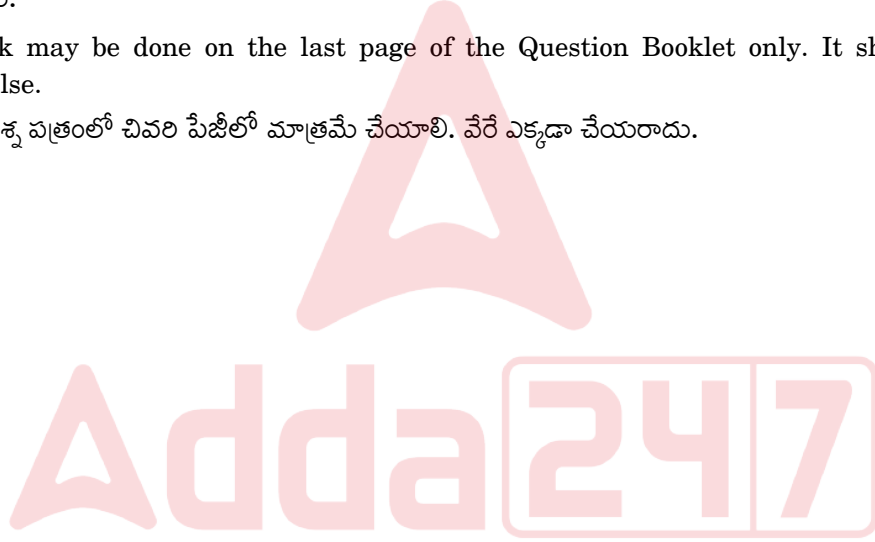 k may be done on the last page of the Question Booklet only. It sh
lse.
శ్న పత్రంలో చివరి పేజీలో మాత్రమే చేయాలి. వేరే ఎక్కడా చేయరాదు.
Adda247